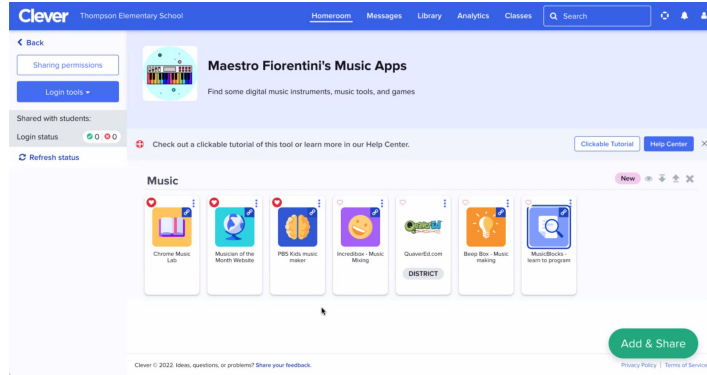 Clever Thompson Elementary School Homeroom Messages Library Analytics Classes Search
Back
Sharing permissions
Login tools
Shared with students:
Login status 0 0
Refresh status
Maestro Fiorentini's Music Apps
Find some digital music instruments, music tools, and games
Check out a clickable tutorial of this tool or learn more in our Help Center.
Clickable Tutorial Help Center
Music
New
Chrome Music
Lab
Musician of the
Month Website
PBS Kids music
maker
Incredibox - Music
Mixing
QuaverEd
QuaverEd.com
DISTRICT
Beep Box - Music
making
MusicBlocks -
learn to program
Add & Share
Clever © 2022. Ideas, questions, or problems? Share your feedback.
Privacy Policy | Terms of Service